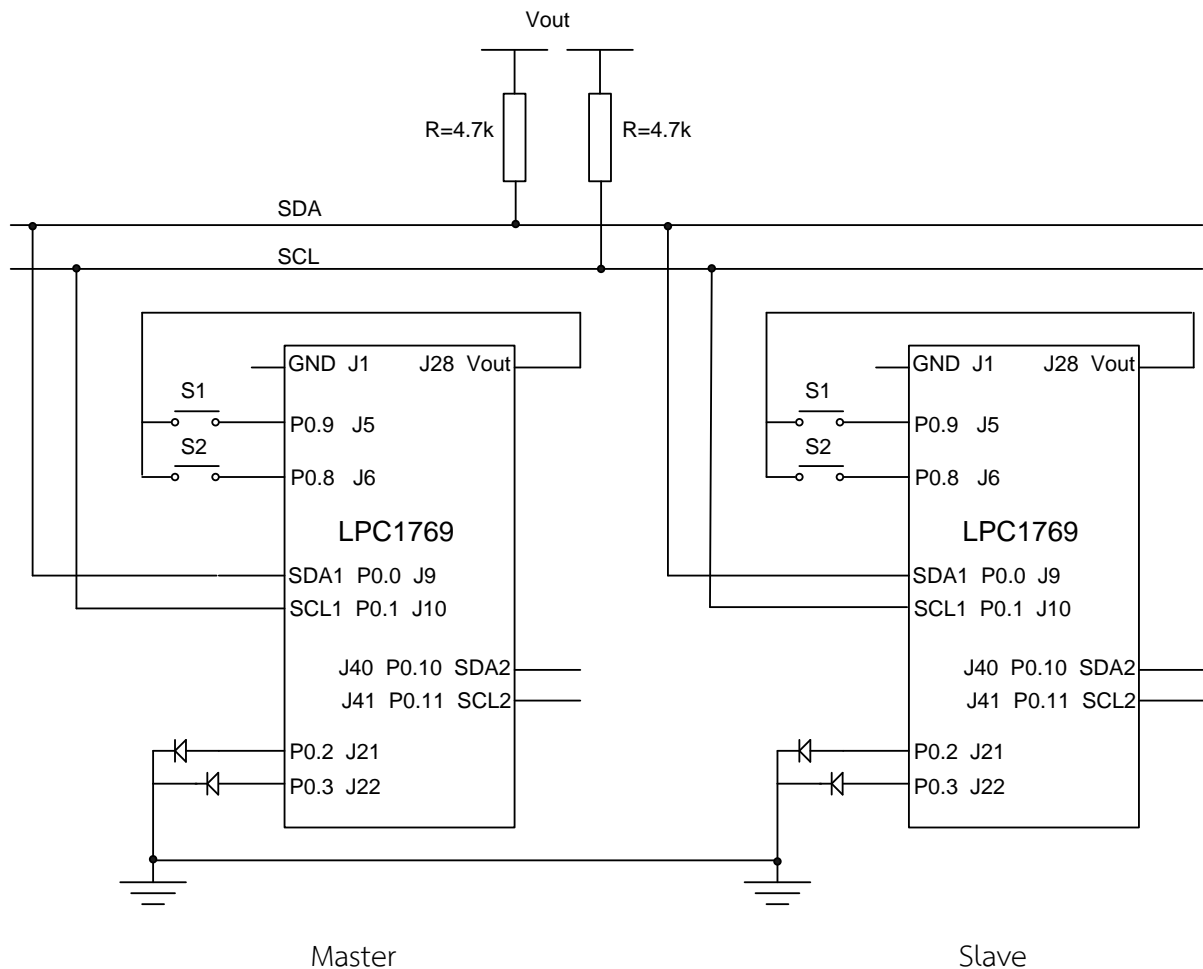 Vout
R=4.7k R=4.7k
SDA
SCL
GND J1 J28 Vout
S1
P0.9 J5
S2
P0.8 J6
LPC1769
SDA1 P0.0 J9
SCL1 P0.1 J10
J40 P0.10 SDA2
J41 P0.11 SCL2
P0.2 J21
P0.3 J22
Master
GND J1 J28 Vout
S1
P0.9 J5
S2
P0.8 J6
LPC1769
SDA1 P0.0 J9
SCL1 P0.1 J10
J40 P0.10 SDA2
J41 P0.11 SCL2
P0.2 J21
P0.3 J22
Slave